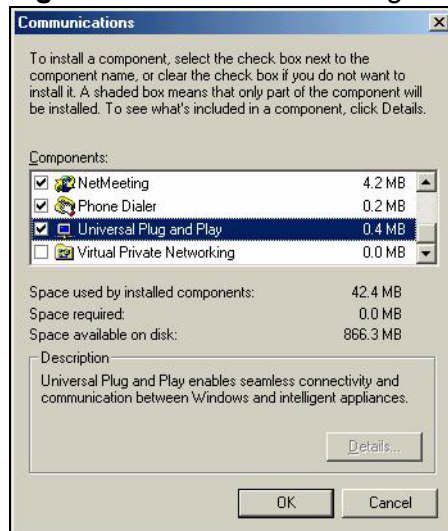 Communications
To install a component, select the check box next to the
component name, or clear the check box if you do not want to
install it. A shaded box means that only part of the component will
be installed. To see what's included in a component, click Details.
Components:
NetMeeting 4.2 MB
Phone Dialer 0.2 MB
Universal Plug and Play 0.4 MB
Virtual Private Networking 0.0 MB
Space used by installed components: 42.4 MB
Space required: 0.0 MB
Space available on disk: 866.3 MB
Description
Universal Plug and Play enables seamless connectivity and
communication between Windows and intelligent appliances.
Details...
OK Cancel